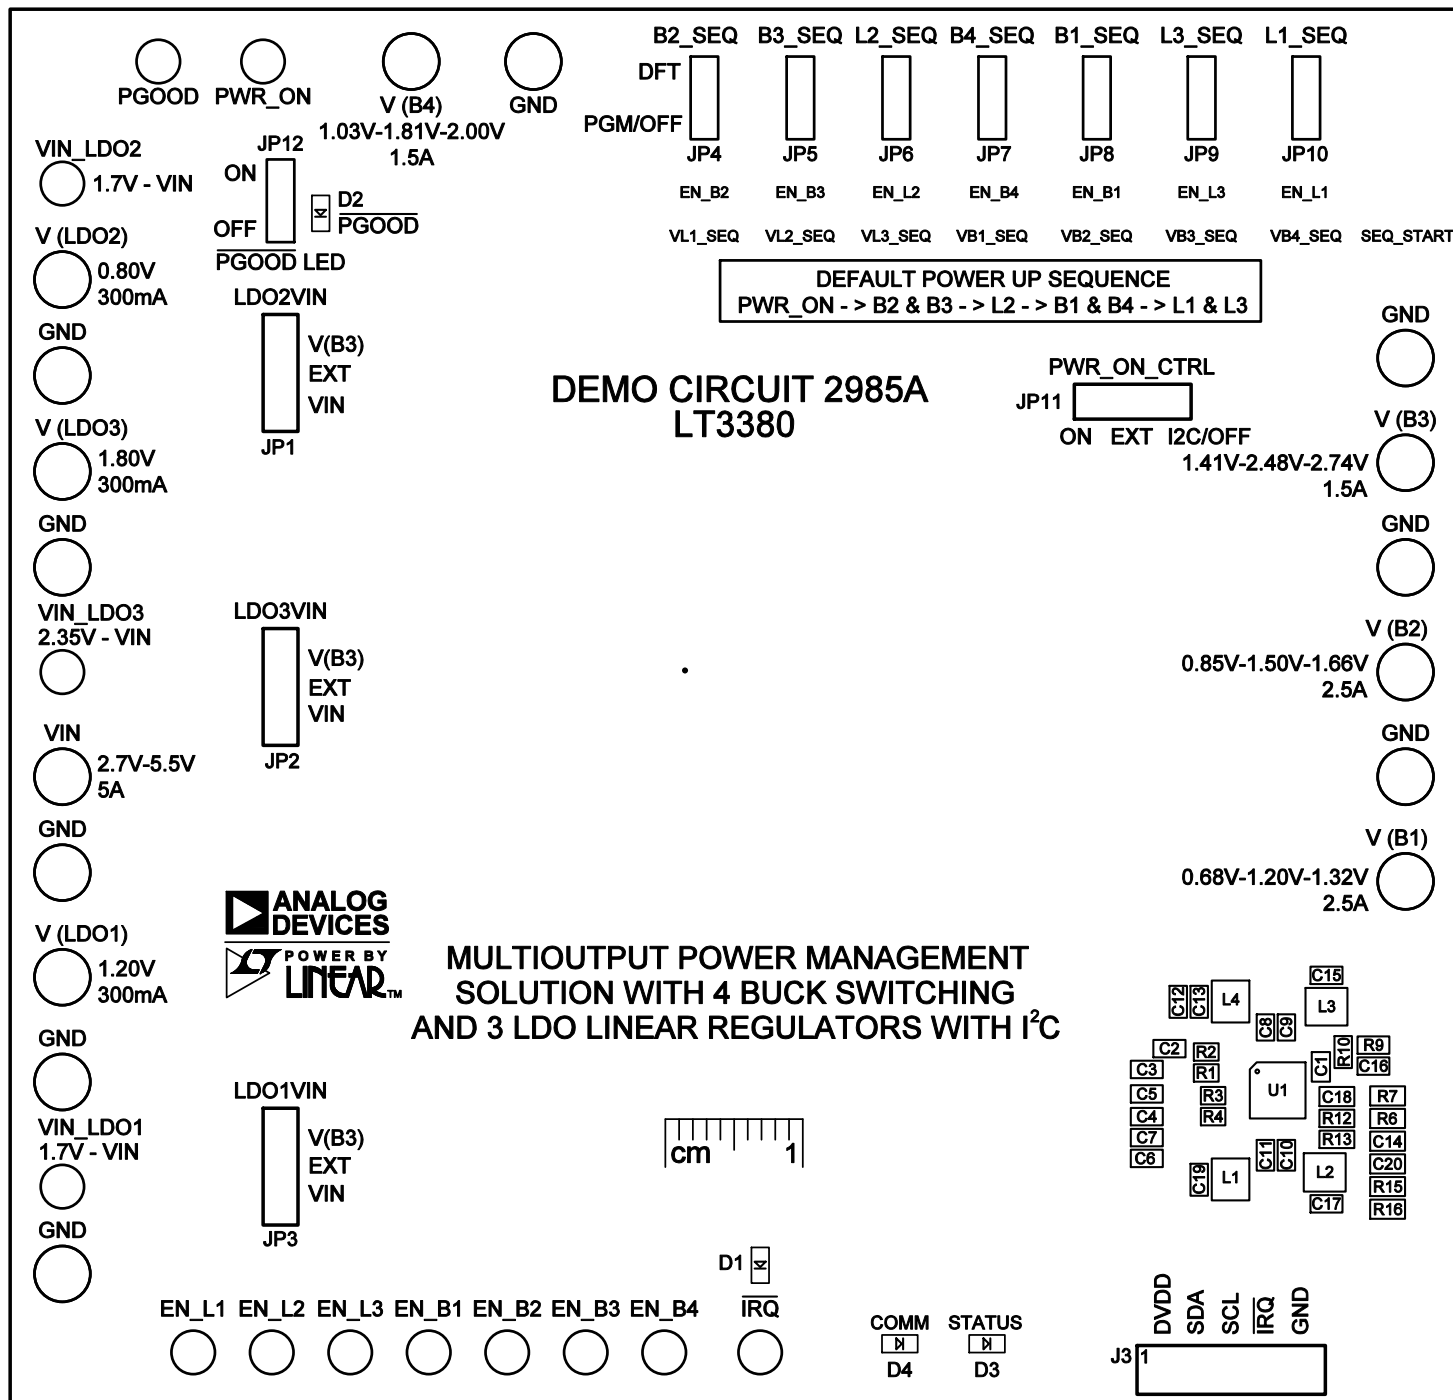 B2_SEQ B3_SEQ L2_SEQ B4_SEQ B1_SEQ L3_SEQ L1_SEQ
DFT
PGM/OFF
JP4 JP5 JP6 JP7 JP8 JP9 JP10
EN_B2 EN_B3 EN_L2 EN_B4 EN_B1 EN_L3 EN_L1
VL1_SEQ VL2_SEQ VL3_SEQ VB1_SEQ VB2_SEQ VB3_SEQ VB4_SEQ SEQ_START
DEFAULT POWER UP SEQUENCE
PWR_ON - > B2 & B3 - > L2 - > B1 & B4 - > L1 & L3
PGOOD PWR_ON
V (B4)
1.03V-1.81V-2.00V
1.5A
GND
VIN_LDO2
1.7V - VIN
JP12
ON
OFF
D2
PGOOD
PGOOD LED
V (LDO2)
0.80V
300mA
GND
LDO2VIN
V(B3)
EXT
VIN
JP1
V (LDO3)
1.80V
300mA
GND
DEMO CIRCUIT 2985A
LT3380
PWR_ON_CTRL
JP11
ON EXT I2C/OFF
GND
V (B3)
1.41V-2.48V-2.74V
1.5A
GND
VIN_LDO3
2.35V - VIN
LDO3VIN
V(B3)
EXT
VIN
JP2
V (B2)
0.85V-1.50V-1.66V
2.5A
GND
VIN
2.7V-5.5V
5A
GND
V (B1)
0.68V-1.20V-1.32V
2.5A
ANALOG
DEVICES
POWER BY
LINEAR TM
V (LDO1)
1.20V
300mA
GND
MULTIOUTPUT POWER MANAGEMENT
SOLUTION WITH 4 BUCK SWITCHING
AND 3 LDO LINEAR REGULATORS WITH I²C
VIN_LDO1
1.7V - VIN
GND
LDO1VIN
V(B3)
EXT
VIN
JP3
cm 1
C15
C12 C13 L4 L3
C8 C9
C2 R2 R10 R9
C3 R1 C1 C16
C5 R3 U1 C18 R7
C4 R4 R12 R6
C7 R13 C14
C6 C11 C10 C20
C19 L1 L2 R15
C17 R16
D1
IRQ
EN_L1 EN_L2 EN_L3 EN_B1 EN_B2 EN_B3 EN_B4
COMM STATUS
D4 D3
DVDD
SDA
SCL
IRQ
GND
J3 1